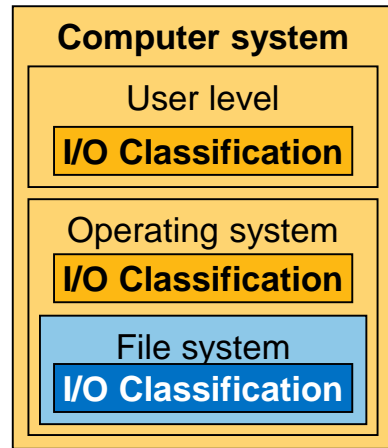 Computer system
User level
I/O Classification
Operating system
I/O Classification
File system
I/O Classification